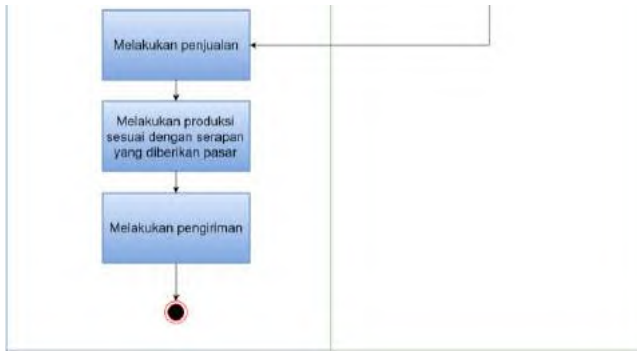 Melakukan penjualan
Melakukan produksi
sesuai dengan serapan
yang diberikan pasar
Melakukan pengiriman